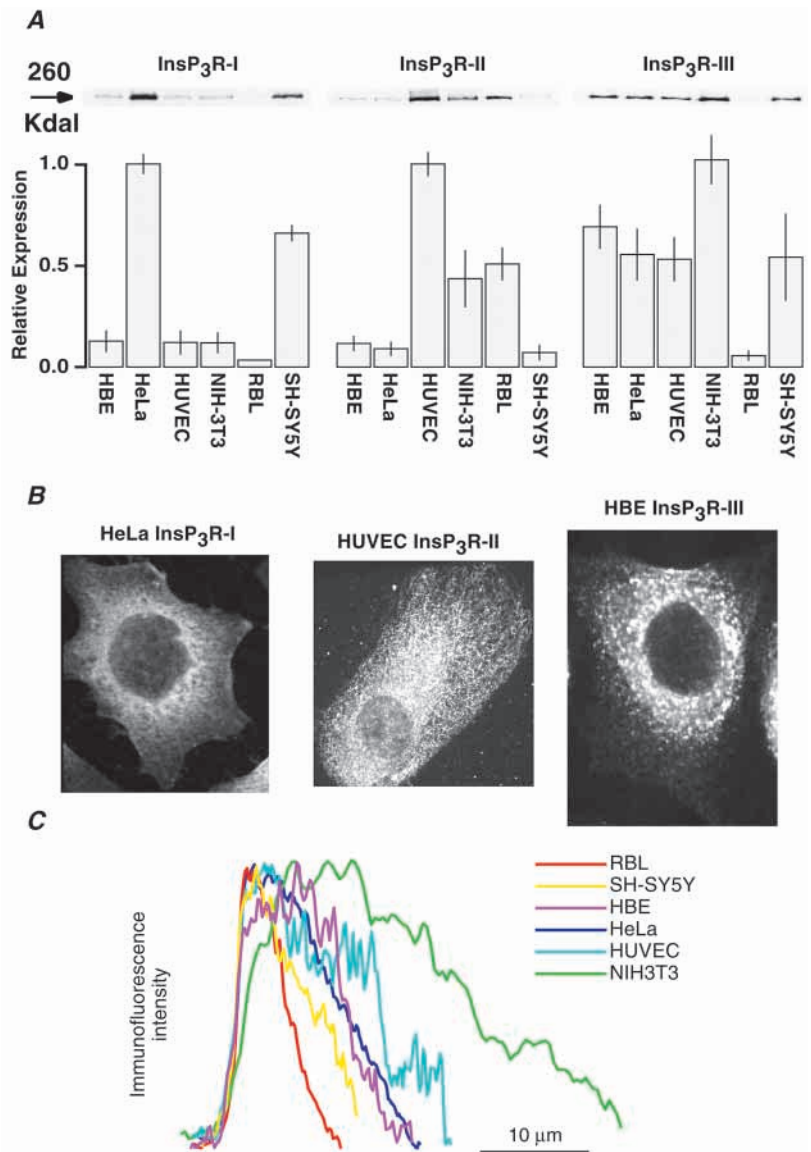 A
InsP3R-I InsP3R-II InsP3R-III
260
Kdal
Relative Expression
1.0
0.5
0.0
HBE HeLa HUVEC NIH-3T3 RBL SH-SY5Y HBE HeLa HUVEC NIH-3T3 RBL SH-SY5Y HBE HeLa HUVEC NIH-3T3 RBL SH-SY5Y
B
HeLa InsP3R-I
HUVEC InsP3R-II
HBE InsP3R-III
C
Immunofluorescence
intensity
RBL
SH-SY5Y
HBE
HeLa
HUVEC
NIH3T3
10 μm